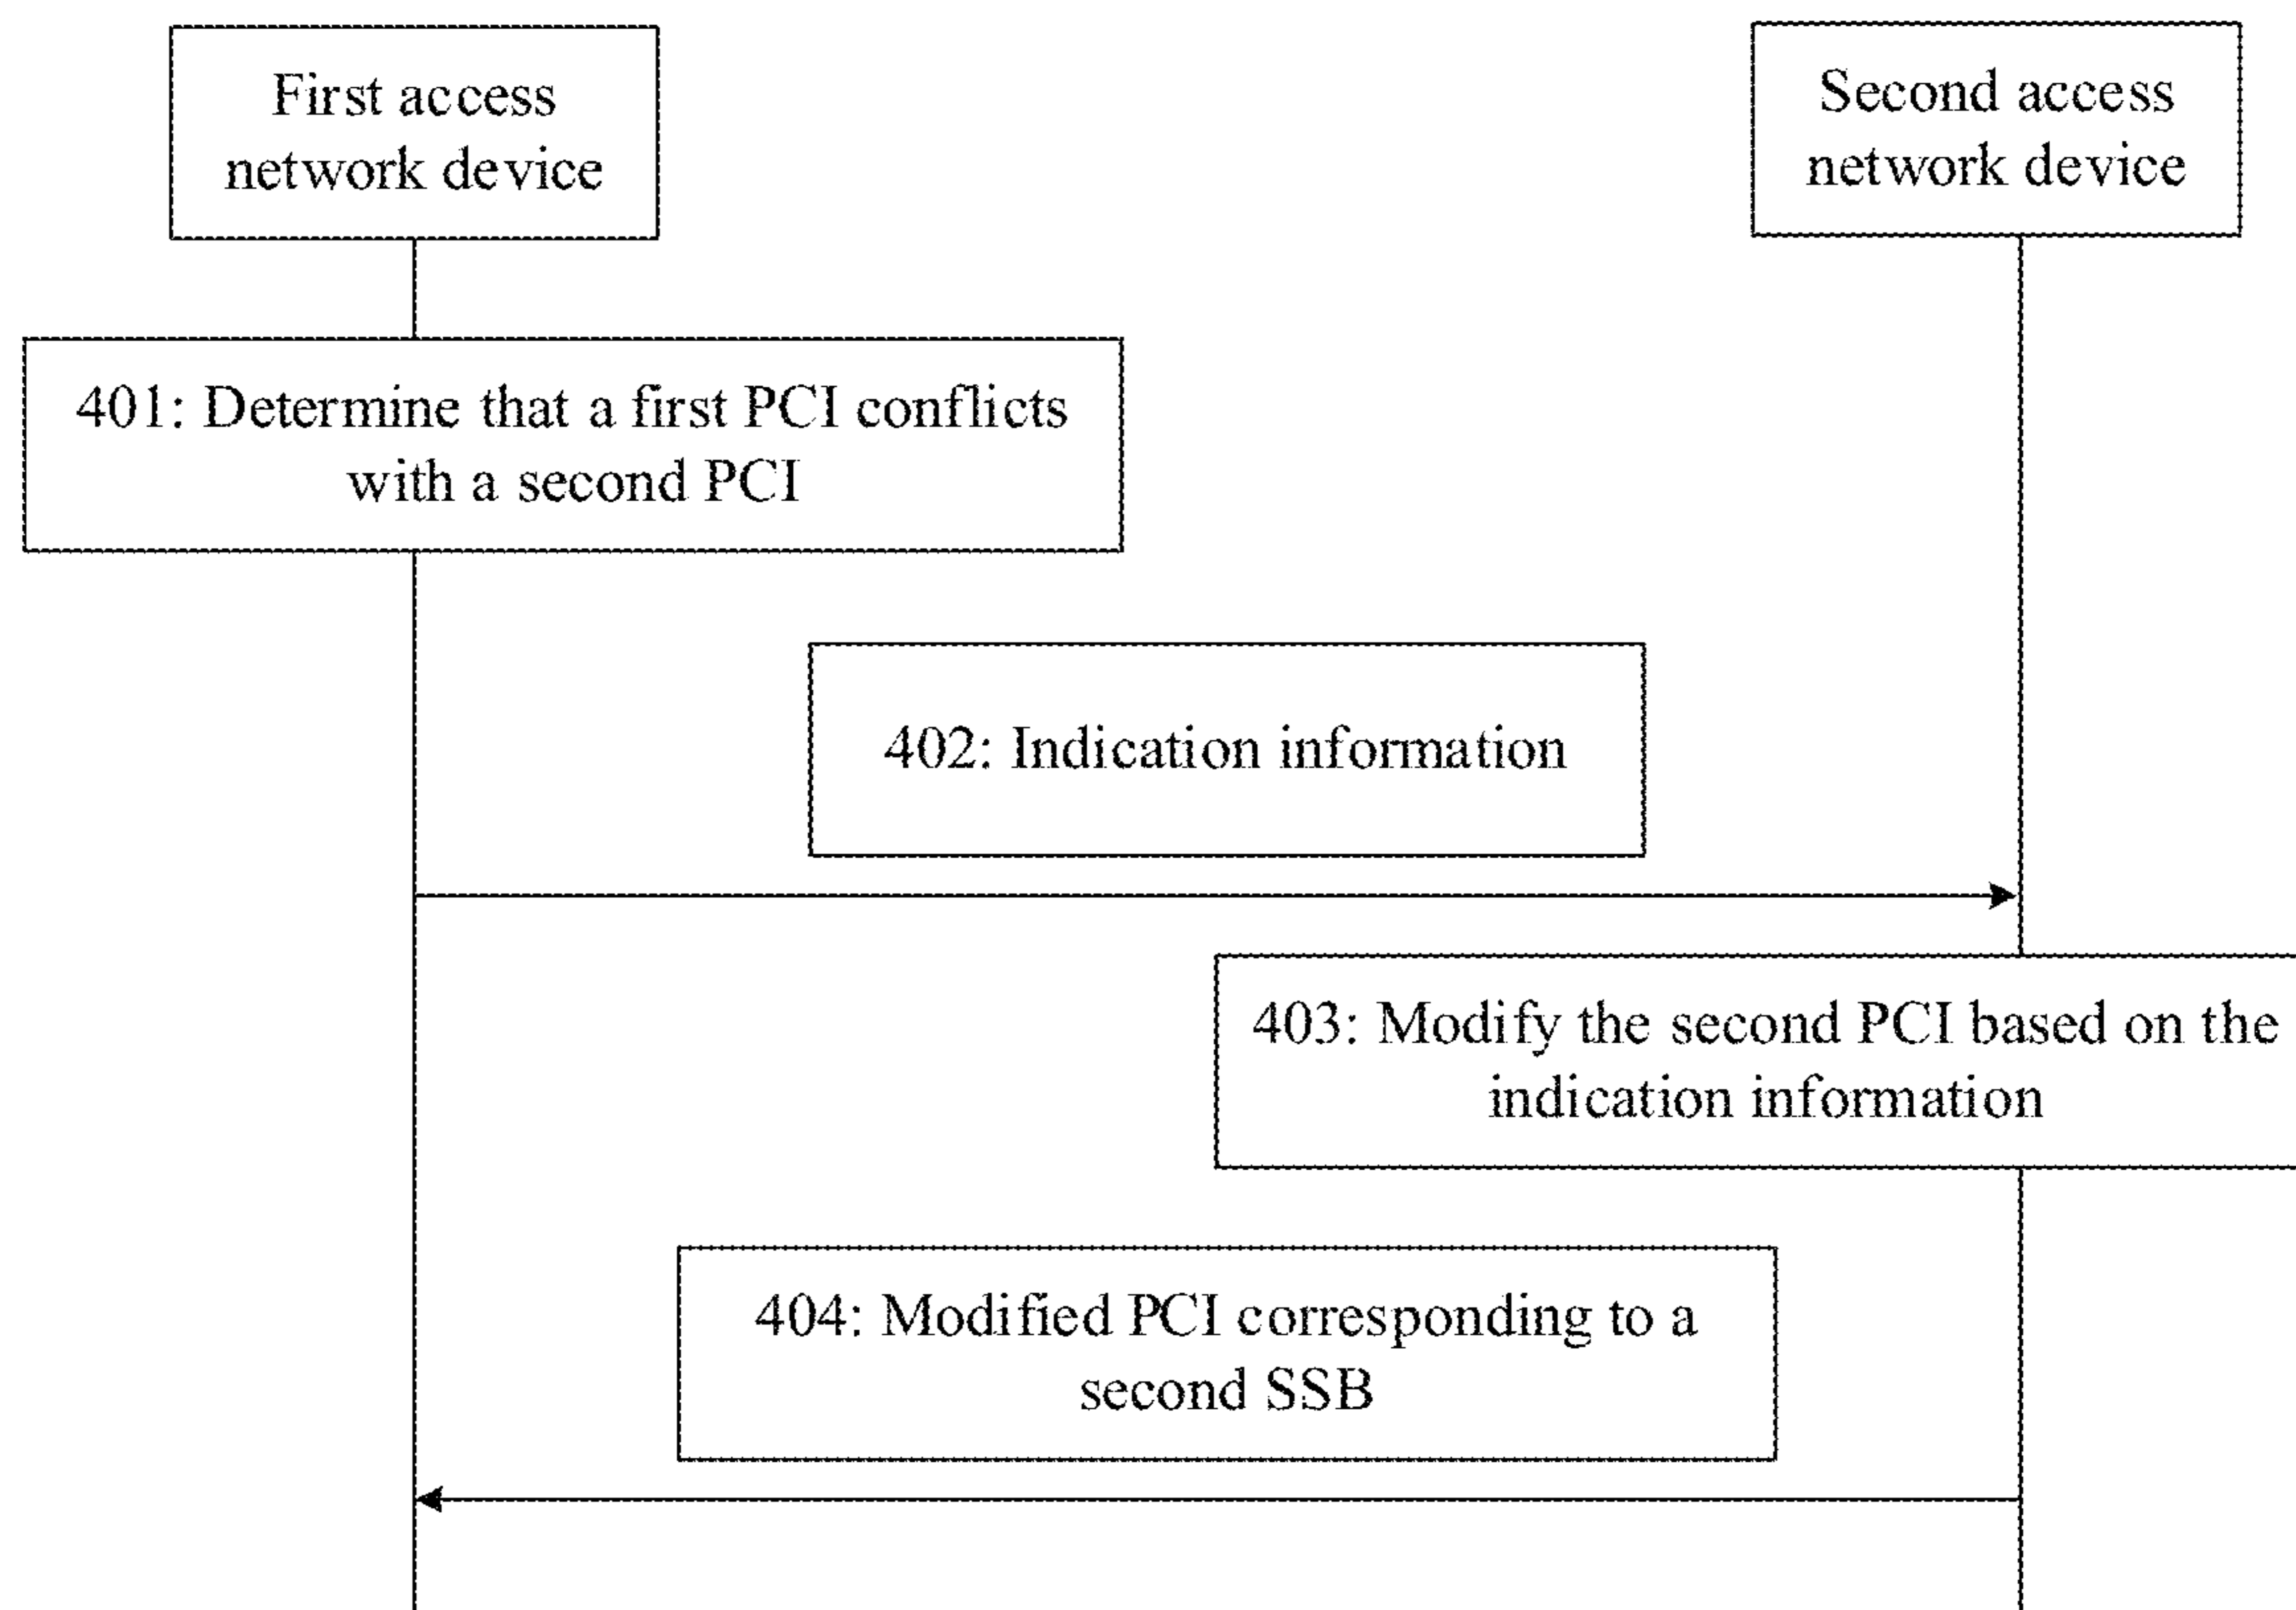 First access
network device
Second access
network device
401: Determine that a first PCI conflicts
with a second PCI
402: Indication information
403: Modify the second PCI based on the
indication information
404: Modified PCI corresponding to a
second SSB